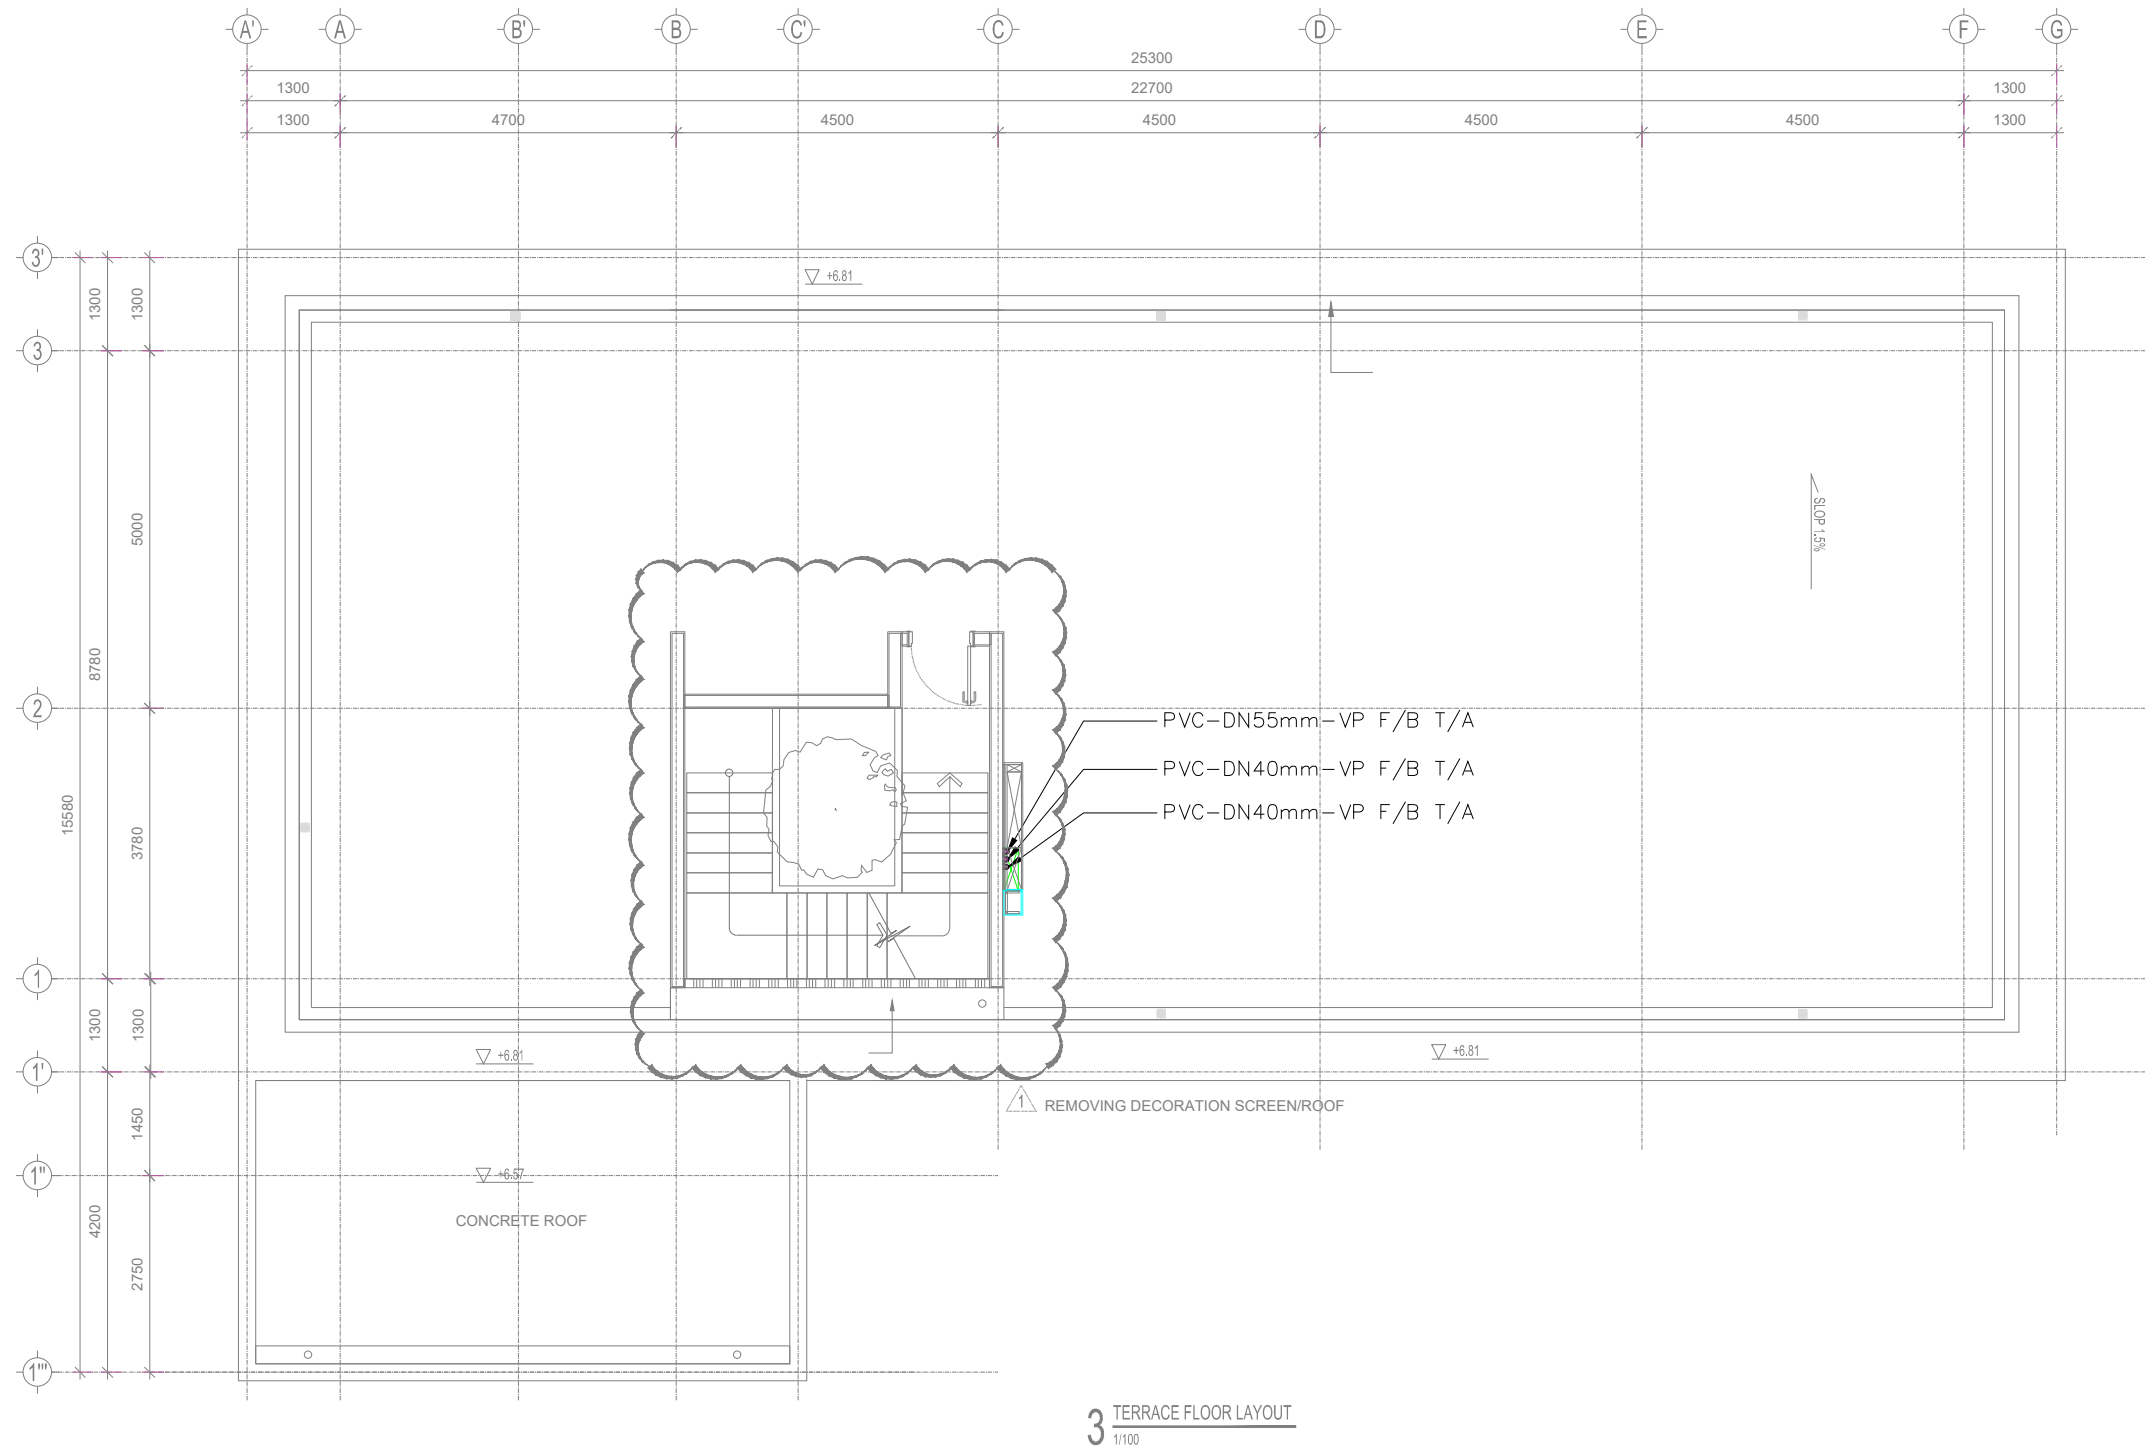 A' A B' B C' C D E F G
25300
1300 22700 1300
1300 4700 4500 4500 4500 4500 1300
3'
+6.81
1300 1300
3
5000
SLOP 1.5%
8780
2
PVC-DN55mm-VP F/B T/A
PVC-DN40mm-VP F/B T/A
PVC-DN40mm-VP F/B T/A
15580
3780
1
1300 1300
+6.81
+6.81
1'
1 REMOVING DECORATION SCREEN/ROOF
1450
1"
+6.57
4200
CONCRETE ROOF
2750
1'"
3 TERRACE FLOOR LAYOUT
1/100